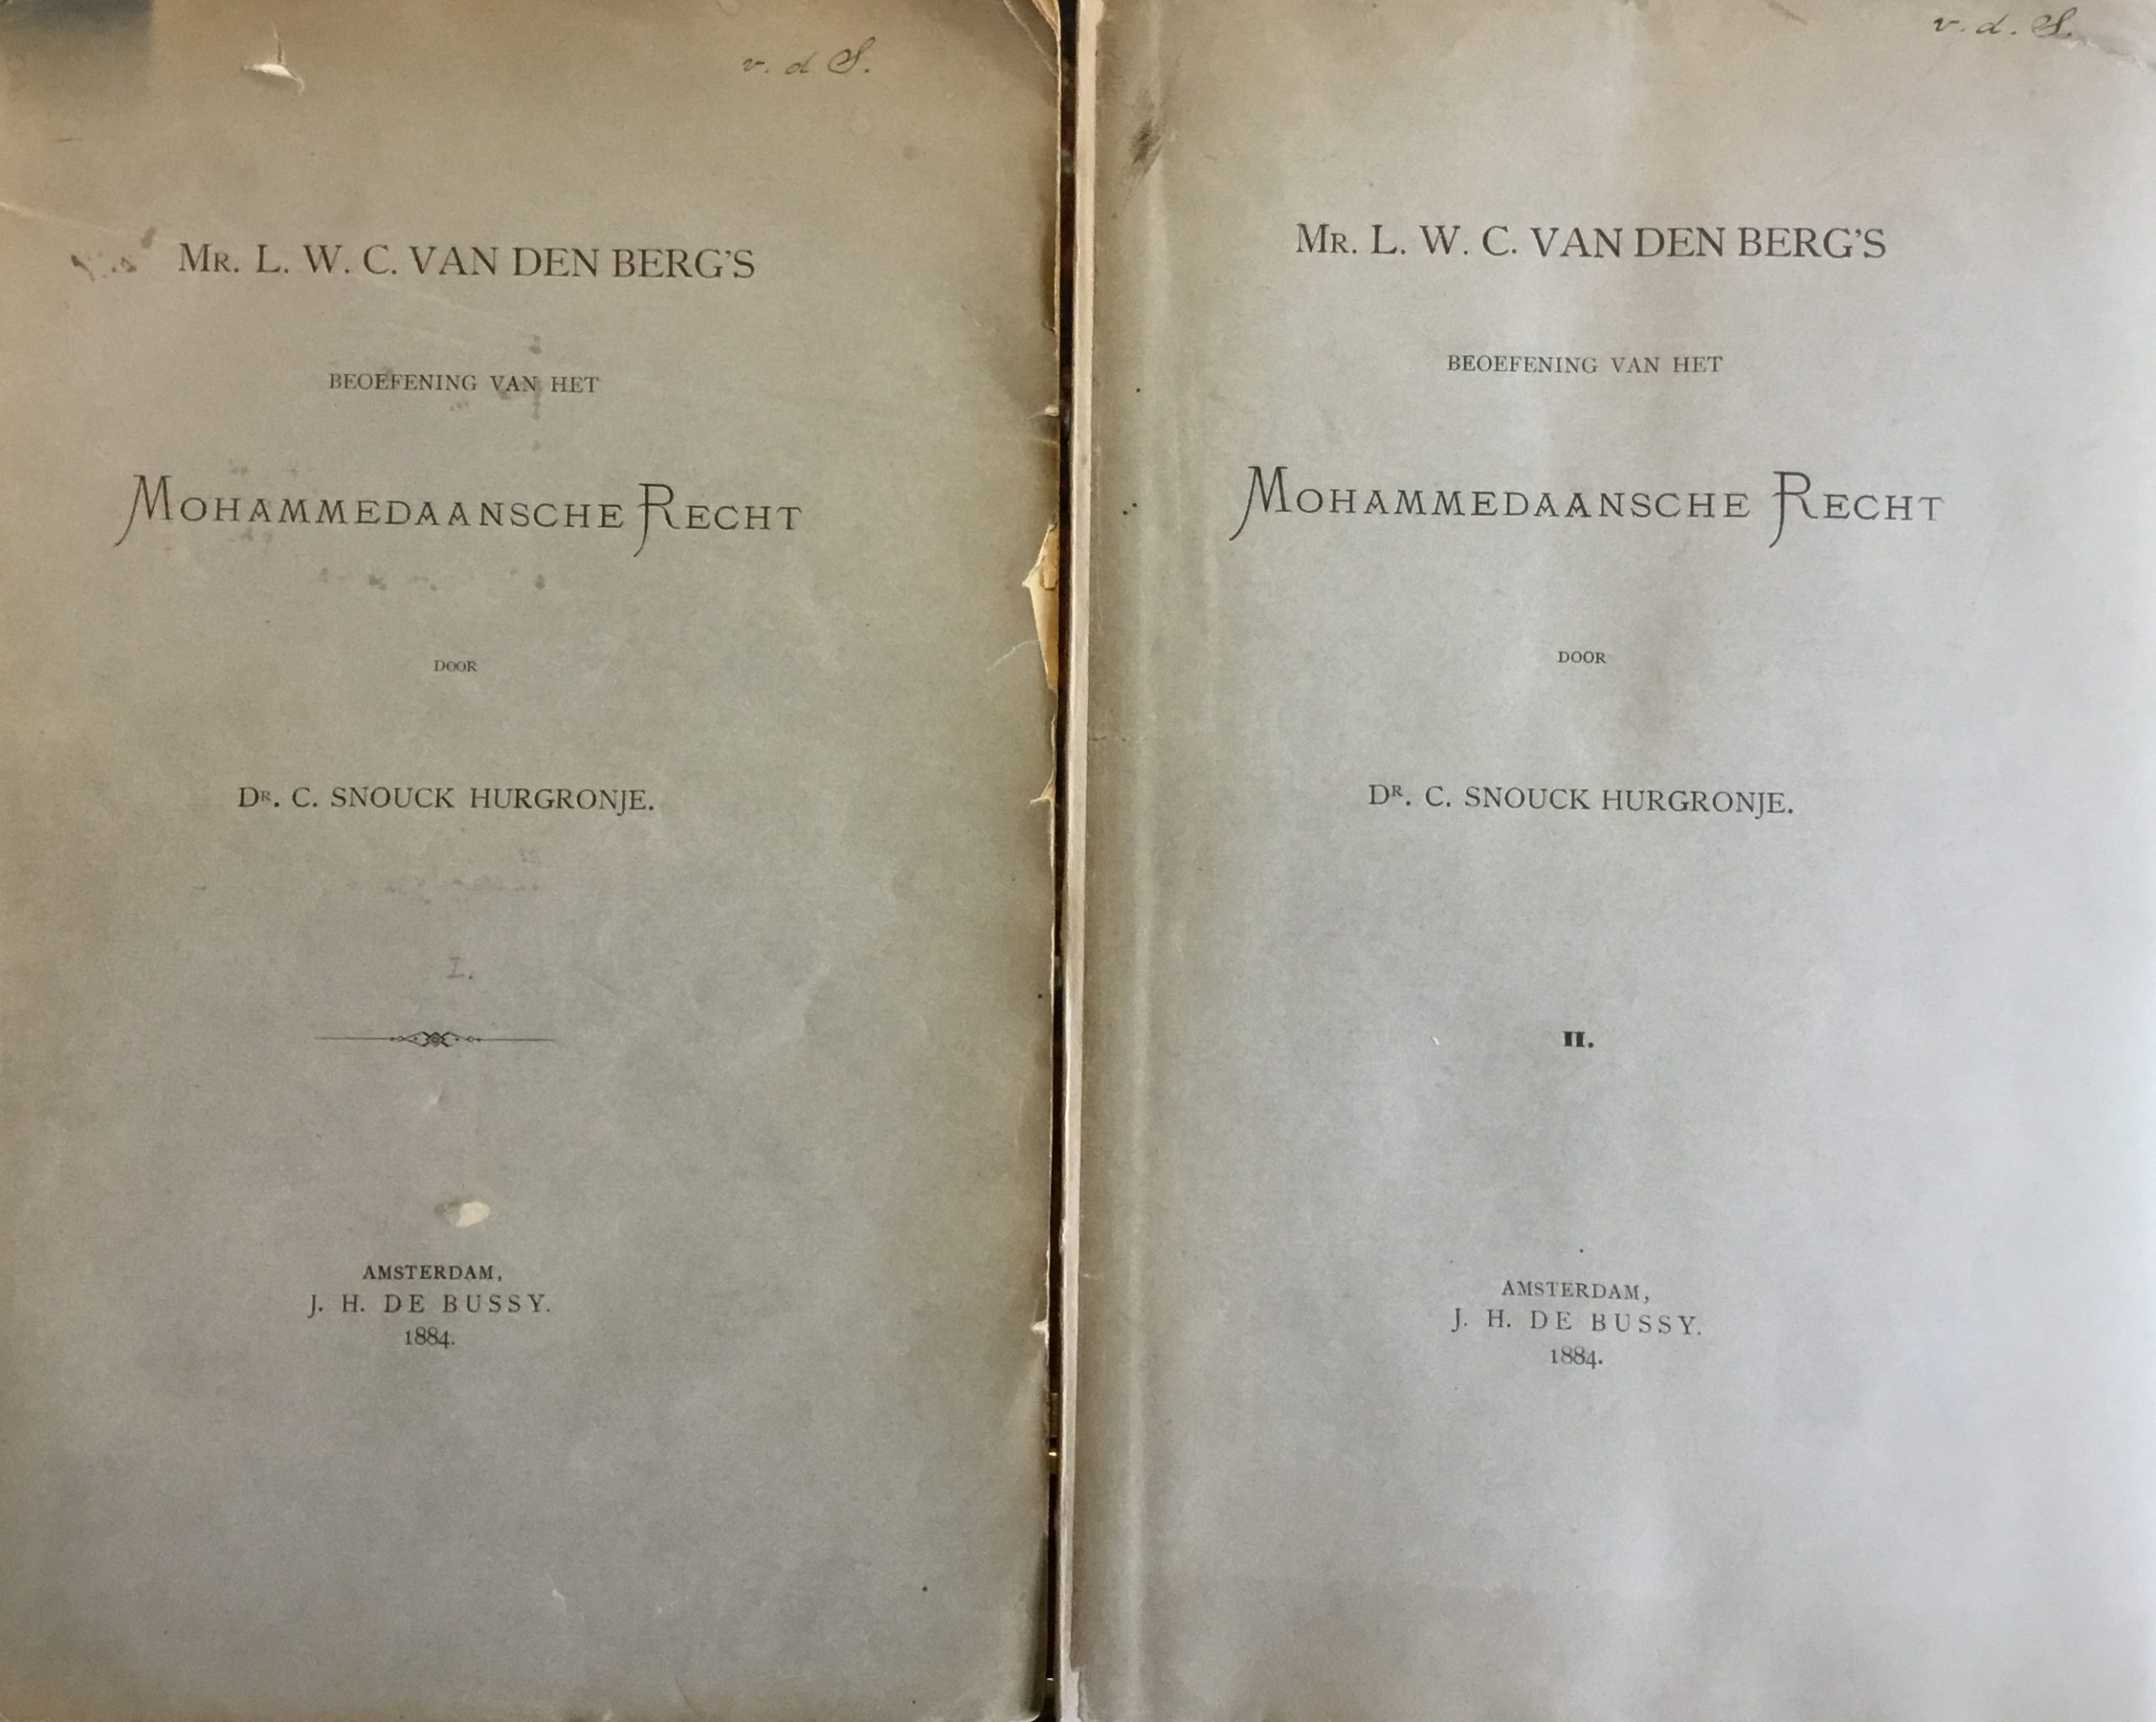 v. d S.
Mr. L. W. C. VAN DEN BERG'S
BEOEFENING VAN HET
MOHAMMEDAANSCHE RECHT
DOOR
DR. C. SNOUCK HURGRONJE.
I.
AMSTERDAM,
J. H. DE BUSSY.
1884.
v. d. S.
Mr. L. W. C. VAN DEN BERG'S
BEOEFENING VAN HET
MOHAMMEDAANSCHE RECHT
DOOR
DR. C. SNOUCK HURGRONJE.
II.
AMSTERDAM,
J. H. DE BUSSY.
1884.